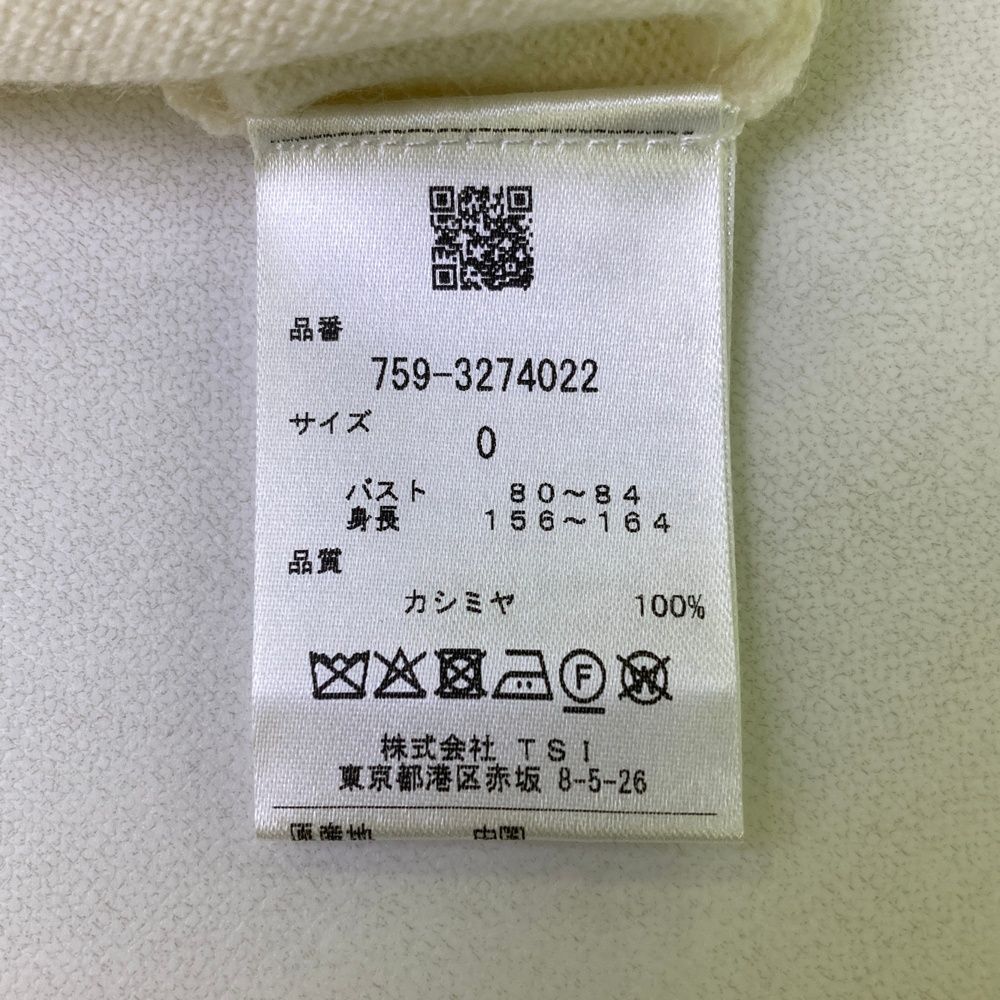 品番
759-3274022
サイズ
0
バスト 80～84
身長 156～164
品質
カシミヤ 100%
F
W
株式会社 TSI
東京都港区赤坂 8-5-26